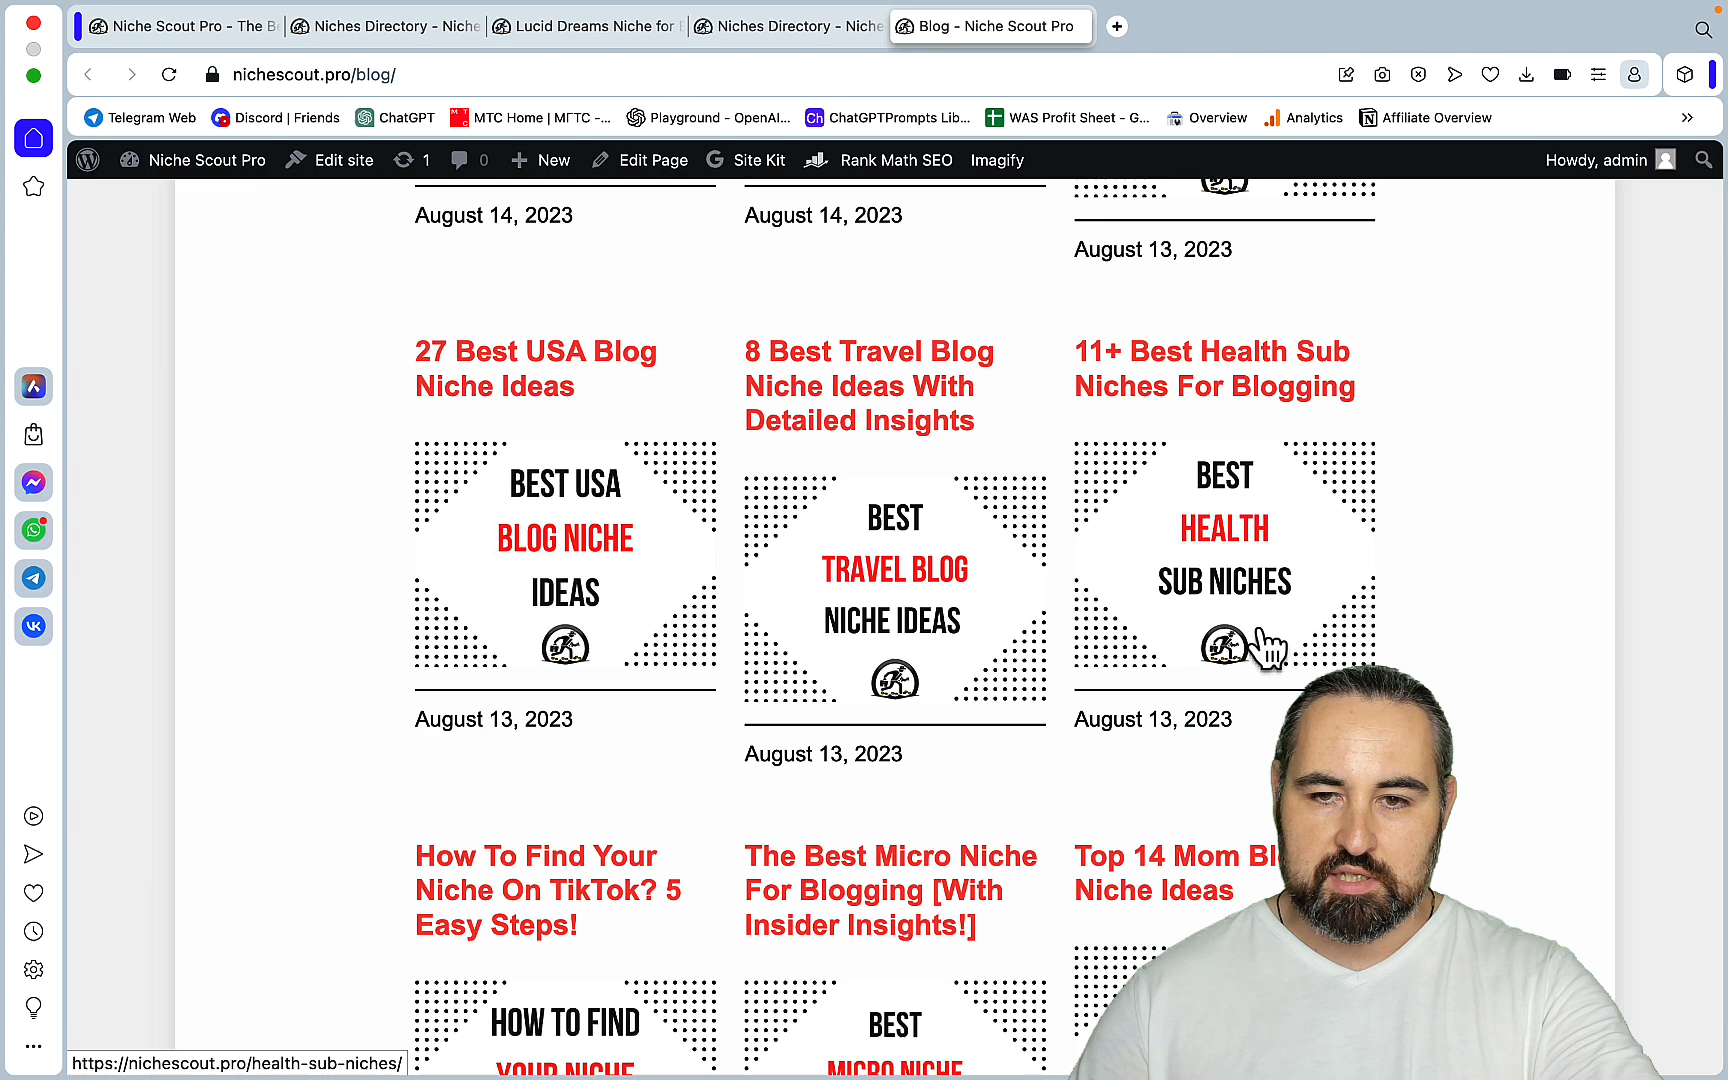 Niche Scout Pro - The Be
Niches Directory - Niche
Lucid Dreams Niche for
Niches Directory - Niche
Blog - Niche Scout Pro
nichescout.pro/blog/
Telegram Web
Discord | Friends
ChatGPT
МТС Home | МГТС -...
Playground - OpenAI...
ChatGPTPrompts Lib...
WAS Profit Sheet - G...
Overview
Analytics
Affiliate Overview
Niche Scout Pro
Edit site
1
0
New
Edit Page
Site Kit
Rank Math SEO
Imagify
Howdy, admin
August 14, 2023
August 14, 2023
August 13, 2023
27 Best USA Blog
Niche Ideas
BEST USA
BLOG NICHE
IDEAS
August 13, 2023
8 Best Travel Blog
Niche Ideas With
Detailed Insights
BEST
TRAVEL BLOG
NICHE IDEAS
August 13, 2023
11+ Best Health Sub
Niches For Blogging
BEST
HEALTH
SUB NICHES
August 13, 2023
How To Find Your
Niche On TikTok? 5
Easy Steps!
HOW TO FIND
YOUR NICHE
The Best Micro Niche
For Blogging [With
Insider Insights!]
BEST
MICRO NICHE
Top 14 Mom Bl
Niche Ideas
https://nichescout.pro/health-sub-niches/